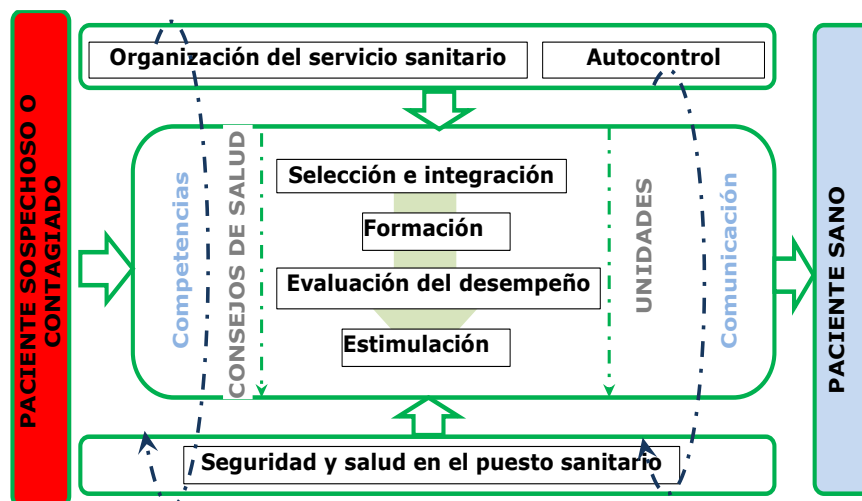 PACIENTE SOSPECHOSO O
CONTAGIADO
Organización del servicio sanitario
Autocontrol
Competencias
CONSEJOS DE SALUD
Selección e integración
Formación
Evaluación del desempeño
Estimulación
UNIDADES
Comunicación
Seguridad y salud en el puesto sanitario
PACIENTE SANO